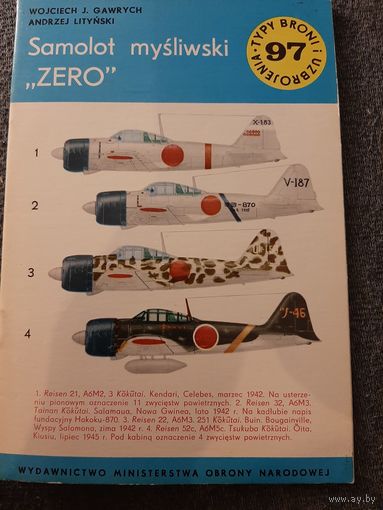 WOJCIECH J. GAWRYCH
ANDRZEJ LITYŃSKI
Samolot myśliwski
„ZERO"
TYPY BRONI i UZBROJENIA
97
X-183
1
V-187
870
2
3
-46
4
1. Reisen 21, A6M2, 3 Kōkūtai. Kendari, Celebes, marzec 1942. Na usterze-
niu pionowym oznaczenie 11 zwycięstw powietrznych. 2. Reisen 32, A6M3.
Tainan Kōkūtai. Salamaua, Nowa Gwinea, lato 1942 r. Na kadłubie napis
fundacyjny Hokoku-870. 3. Reisen 22, A6M3. 251 Kōkūtai. Buin. Bougainville,
Wyspy Salomona, zima 1942 r. 4. Reisen 52c, A6M5c. Tsukuba Kōkūtai. Ōita,
Kiusiu, lipiec 1945 r. Pod kabiną oznaczenie 4 zwycięstw powietrznych.
WYDAWNICTWO MINISTERSTWA OBRONY NARODOWEJ
ay.by